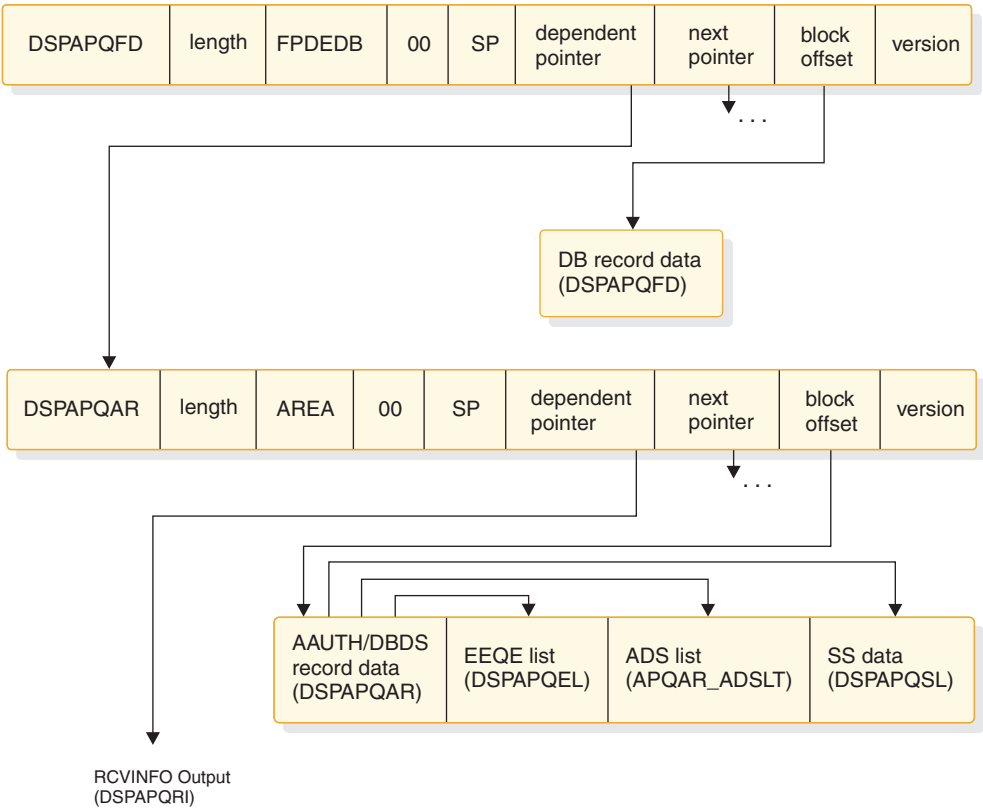 DSPAPQFD length FPDEDB 00 SP dependent pointer next pointer block offset version
. . .
DB record data
(DSPAPQFD)
DSPAPQAR length AREA 00 SP dependent pointer next pointer block offset version
. . .
AAUTH/DBDS
record data
(DSPAPQAR)
EEQE list
(DSPAPQEL)
ADS list
(APQAR_ADSLT)
SS data
(DSPAPQSL)
RCVINFO Output
(DSPAPQRI)